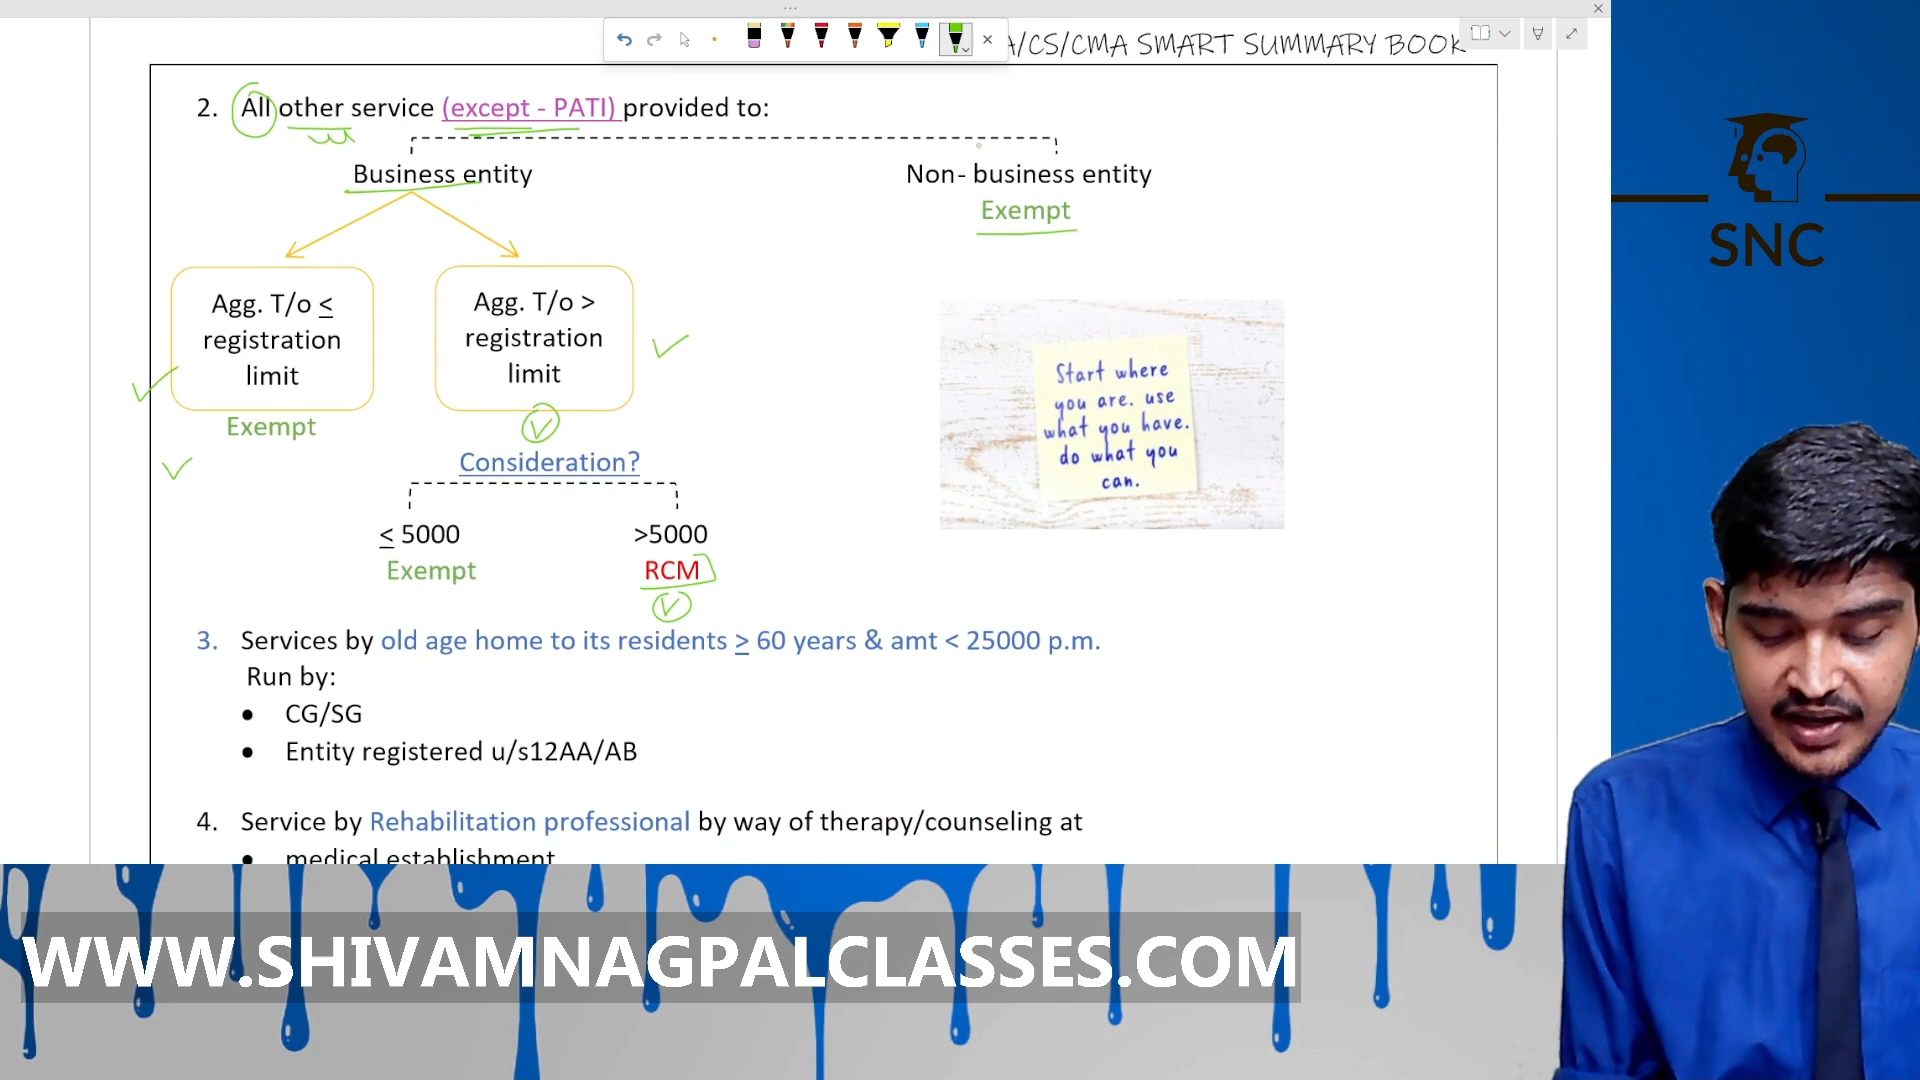 A/CS/CMA SMART SUMMARY BOOK
2. All other service (except - PATI) provided to:
Business entity
Non- business entity
Exempt
Agg. T/o ≤
registration
limit
Exempt
Agg. T/o >
registration
limit
Consideration?
≤ 5000
Exempt
>5000
RCM
Start where
you are. use
what you have.
do what you
can.
3. Services by old age home to its residents ≥ 60 years & amt < 25000 p.m.
Run by:
• CG/SG
• Entity registered u/s12AA/AB
4. Service by Rehabilitation professional by way of therapy/counseling at
• medical establishment
SNC
WWW.SHIVAMNAGPALCLASSES.COM